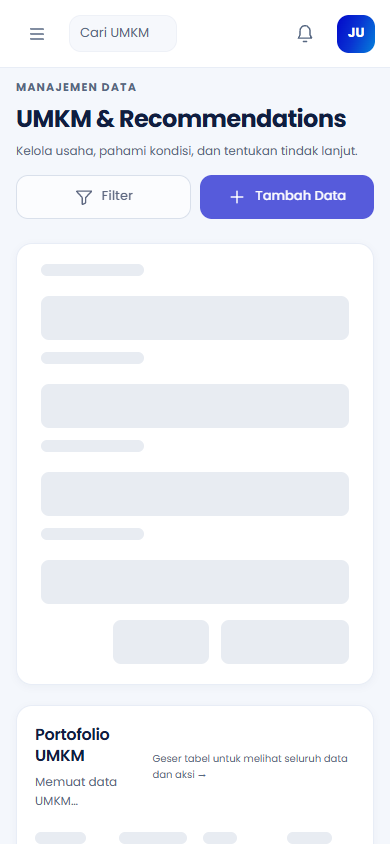 Cari UMKM
JU
MANAJEMEN DATA
UMKM & Recommendations
Kelola usaha, pahami kondisi, dan tentukan tindak lanjut.
Filter
Tambah Data
Portofolio
UMKM
Memuat data
UMKM...
Geser tabel untuk melihat seluruh data
dan aksi →